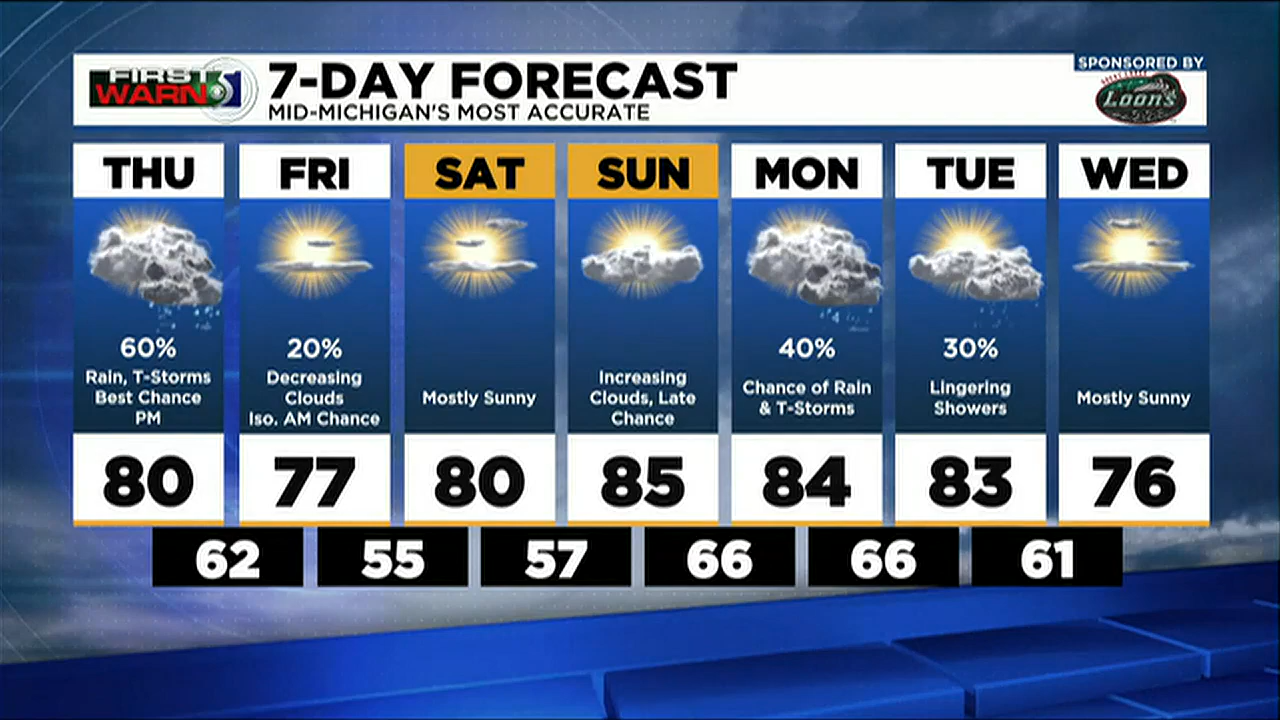 FIRST
WARN 5
7-DAY FORECAST
MID-MICHIGAN'S MOST ACCURATE
SPONSORED BY
Loons
THU
FRI
SAT
SUN
MON
TUE
WED
60%
Rain, T-Storms
Best Chance
PM
20%
Decreasing
Clouds
Iso. AM Chance
Mostly Sunny
Increasing
Clouds, Late
Chance
40%
Chance of Rain
& T-Storms
30%
Lingering
Showers
Mostly Sunny
80
77
80
85
84
83
76
62
55
57
66
66
61